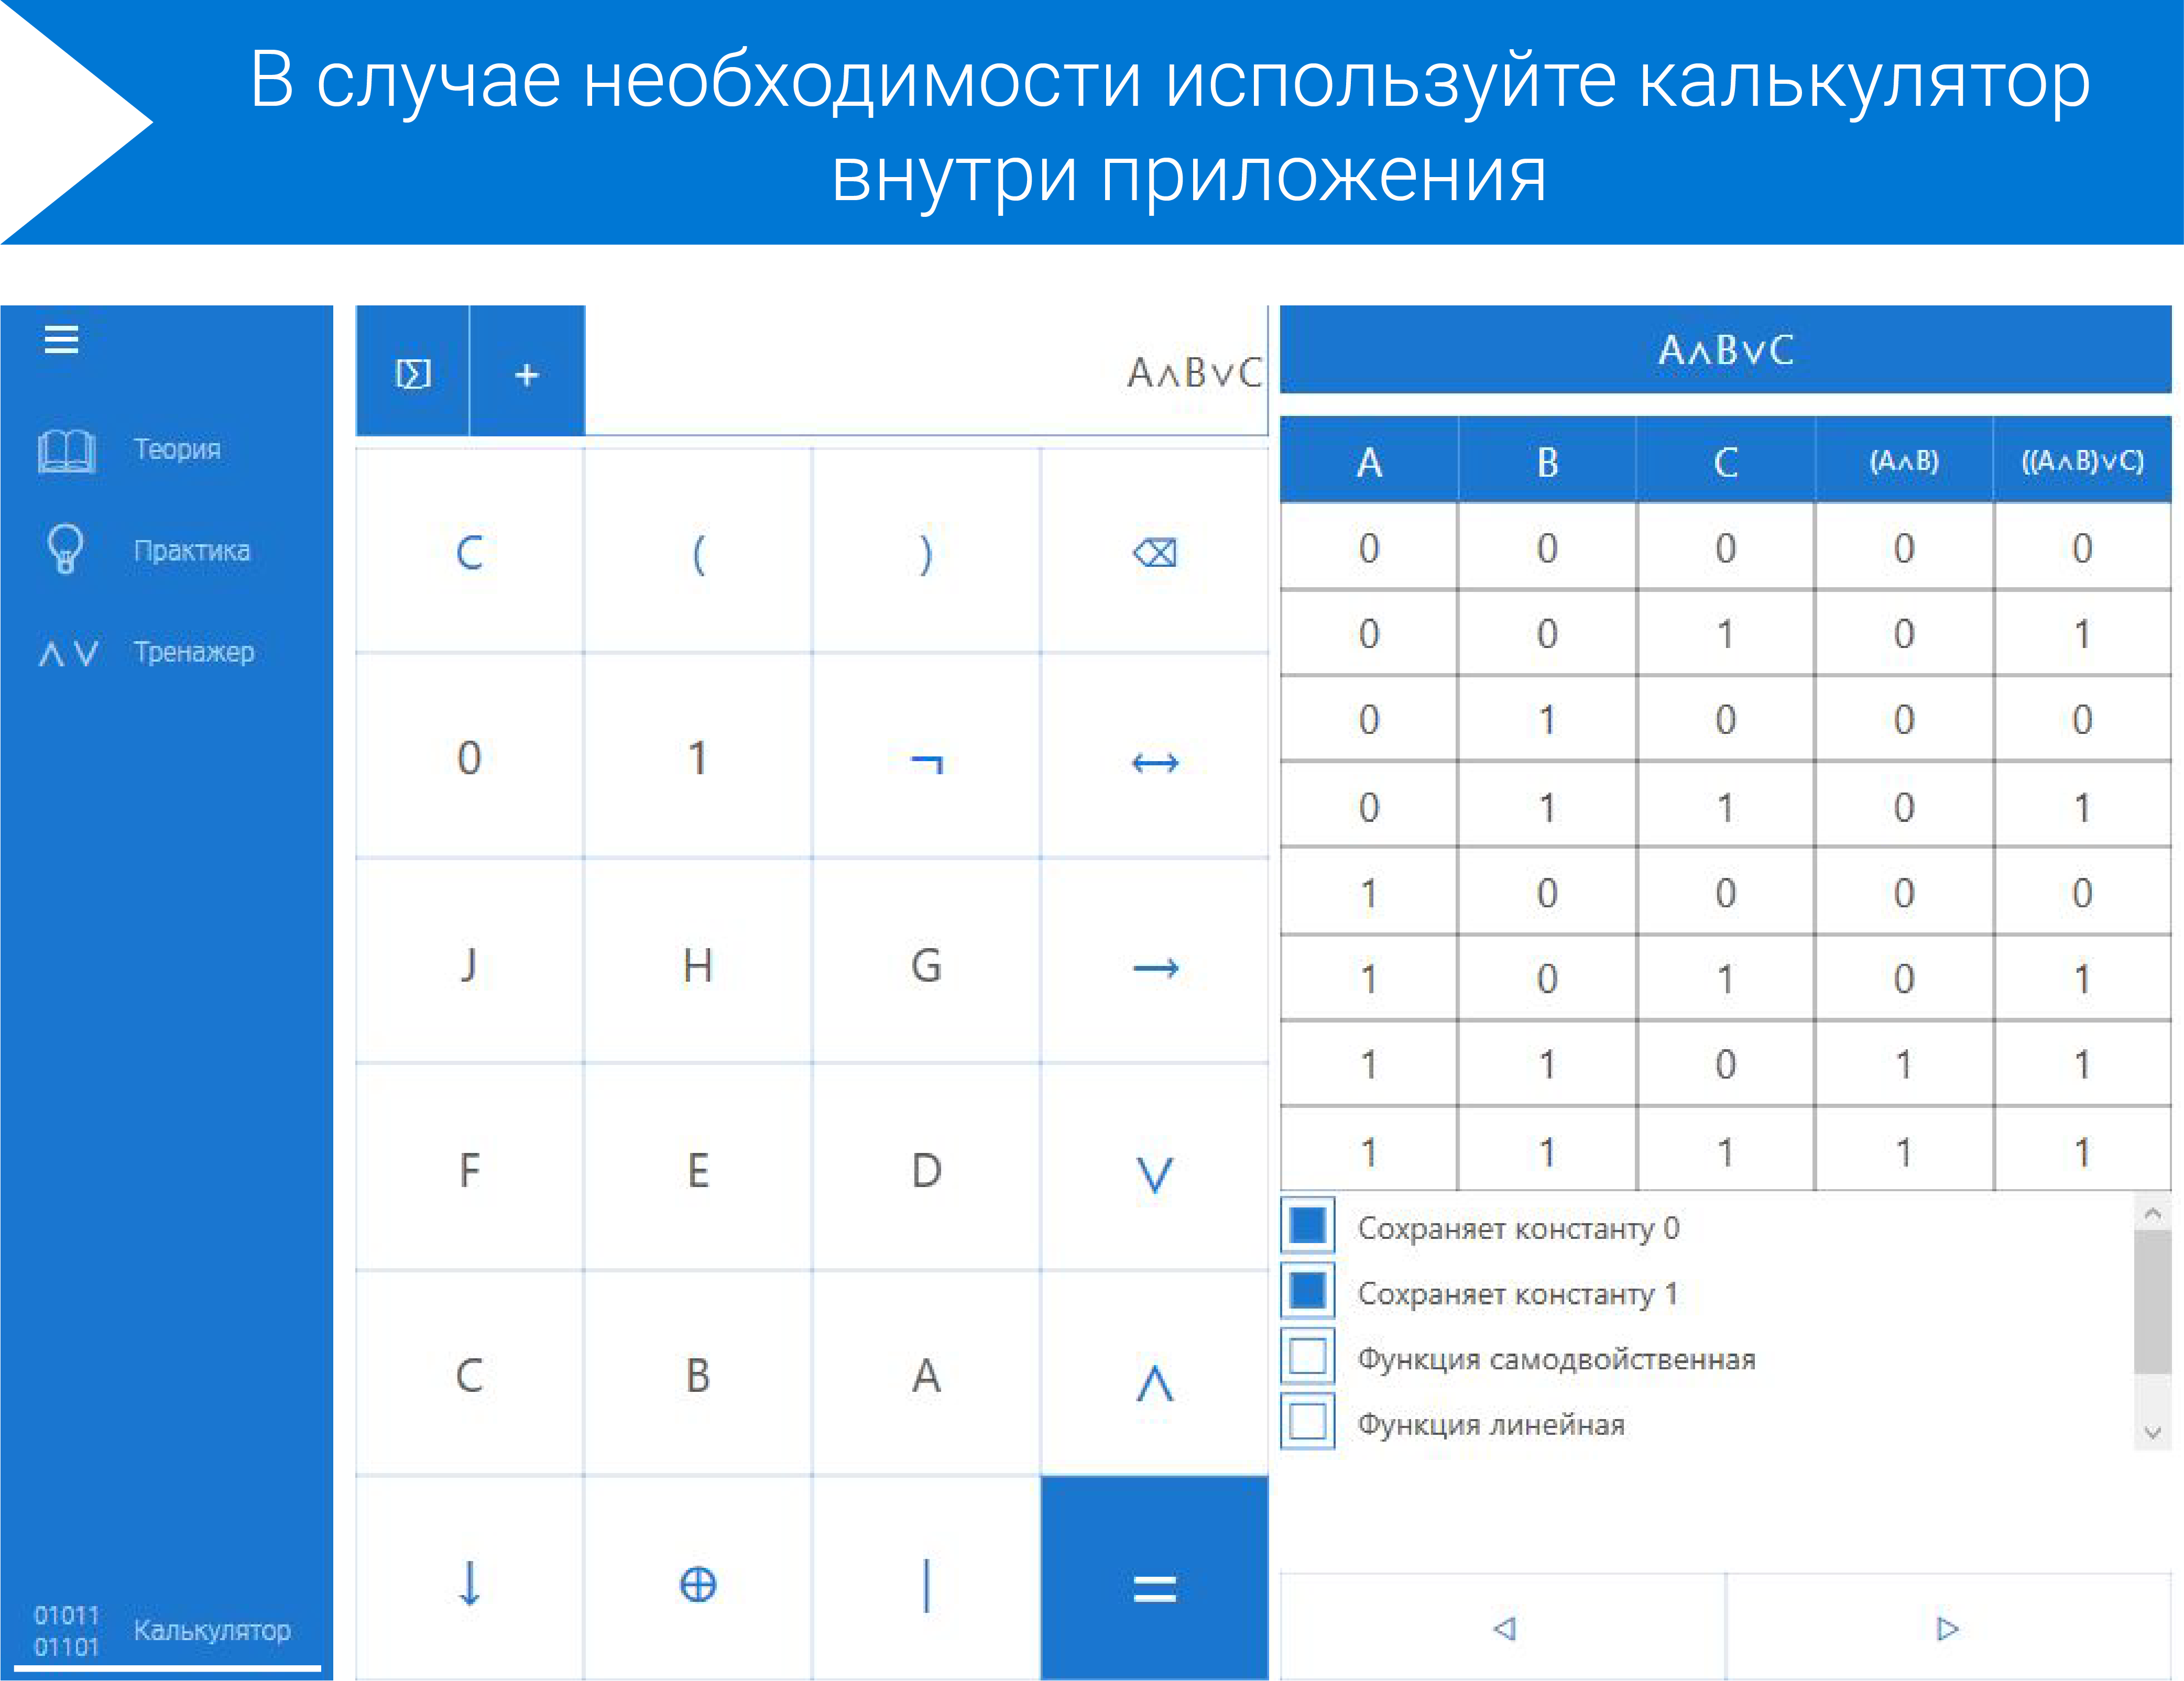 В случае необходимости используйте калькулятор
внутри приложения
Теория
Практика
∧ ∨ Тренажер
01011
01101
Калькулятор
+ A∧B∨C
C ( ) ⌫
0 1 ¬ ↔
J H G →
F E D ∨
C B A ∧
↓ ⊕ | =
A∧B∨C
A B C (A∧B) ((A∧B)∨C)
0 0 0 0 0
0 0 1 0 1
0 1 0 0 0
0 1 1 0 1
1 0 0 0 0
1 0 1 0 1
1 1 0 1 1
1 1 1 1 1
Сохраняет константу 0
Сохраняет константу 1
Функция самодвойственная
Функция линейная